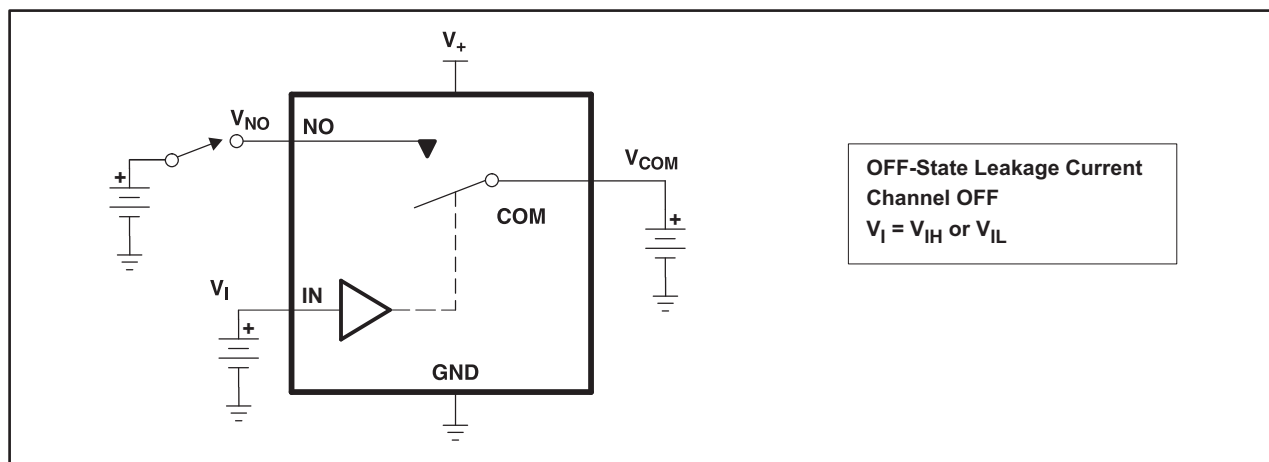 V+
VNO
NO
VCOM
+
COM
+
VI
IN
+
GND
OFF-State Leakage Current
Channel OFF
VI = VIH or VIL